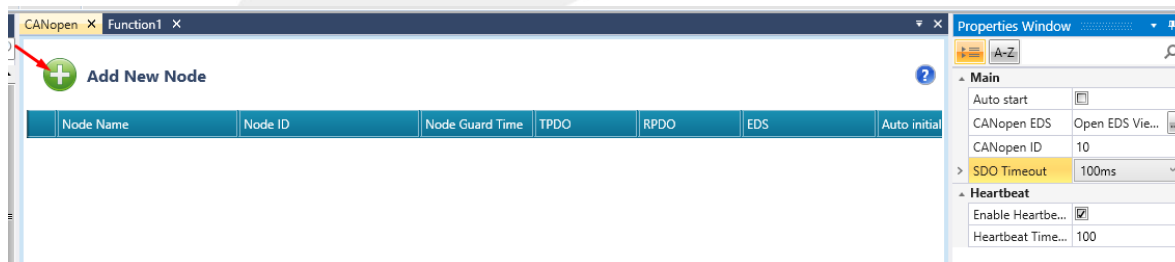 CANopen X Function1 X
Add New Node
Node Name Node ID Node Guard Time TPDO RPDO EDS Auto initial
Properties Window
A-Z
Main
Auto start
CANopen EDS Open EDS Vie...
CANopen ID 10
SDO Timeout 100ms
Heartbeat
Enable Heartbe...
Heartbeat Time... 100